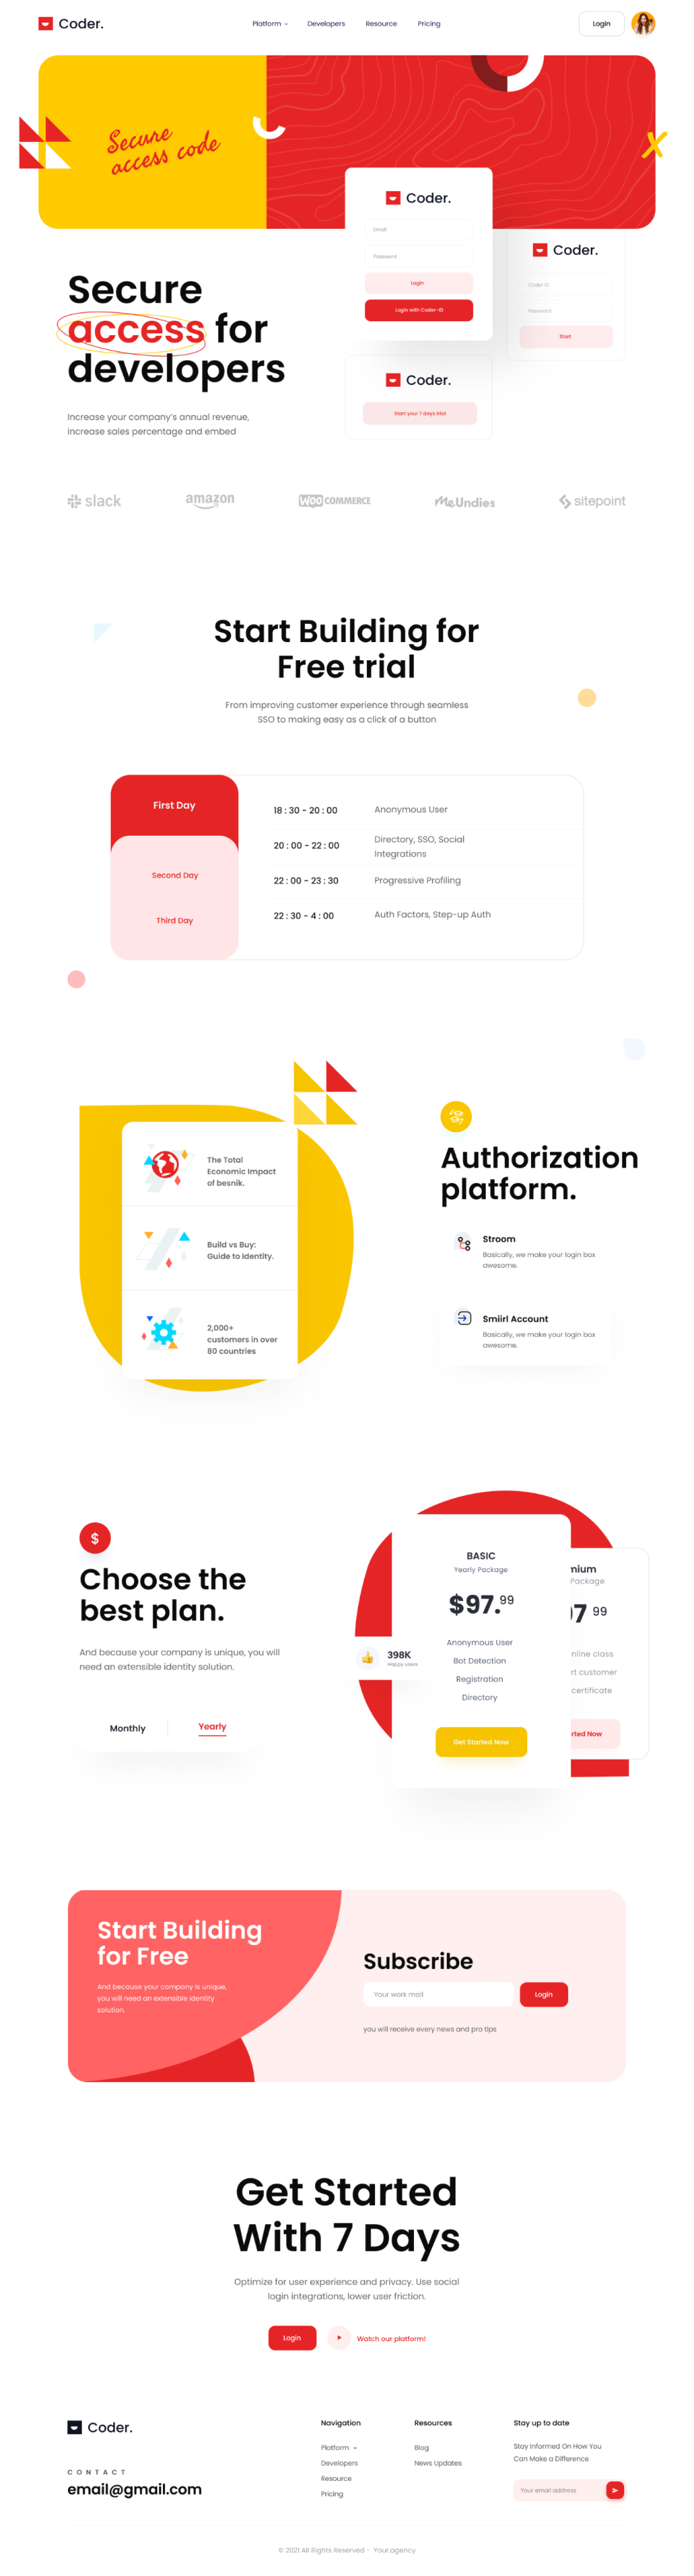 Coder.
Platform
Developers
Resource
Pricing
Login
Secure
access code
Coder.
Email
Password
Login
Login with Coder-ID
Coder.
Coder ID
Password
Start
Coder.
Start your 7 days trial
Secure
access for
developers
Increase your company's annual revenue,
increase sales percentage and embed
slack
amazon
WOO COMMERCE
MeUndies
sitepoint
Start Building for
Free trial
From improving customer experience through seamless
SSO to making easy as a click of a button
First Day
Second Day
Third Day
18 : 30 - 20 : 00
Anonymous User
20 : 00 - 22 : 00
Directory, SSO, Social
Integrations
22 : 00 - 23 : 30
Progressive Profiling
22 : 30 - 4 : 00
Auth Factors, Step-up Auth
The Total
Economic Impact
of besnik.
Build vs Buy:
Guide to Identity.
2,000+
customers in over
80 countries
Authorization
platform.
Stroom
Basically, we make your login box
awesome.
Smiirl Account
Basically, we make your login box
awesome.
$
Choose the
best plan.
And because your company is unique, you will
need an extensible identity solution.
Monthly
Yearly
BASIC
Yearly Package
$97.99
Anonymous User
Bot Detection
Registration
Directory
Get Started Now
398K
Happy users
mium
Package
97 99
nline class
rt customer
certificate
rted Now
Start Building
for Free
And because your company is unique,
you will need an extensible identity
solution.
Subscribe
Your work mail
Login
you will receive every news and pro tips
Get Started
With 7 Days
Optimize for user experience and privacy. Use social
login integrations, lower user friction.
Login
Watch our platform!
Coder.
CONTACT
email@gmail.com
Navigation
Platform
Developers
Resource
Pricing
Resources
Blog
News Updates
Stay up to date
Stay Informed On How You
Can Make a Difference
Your email address
© 2021 All Rights Reserved - Your.agency